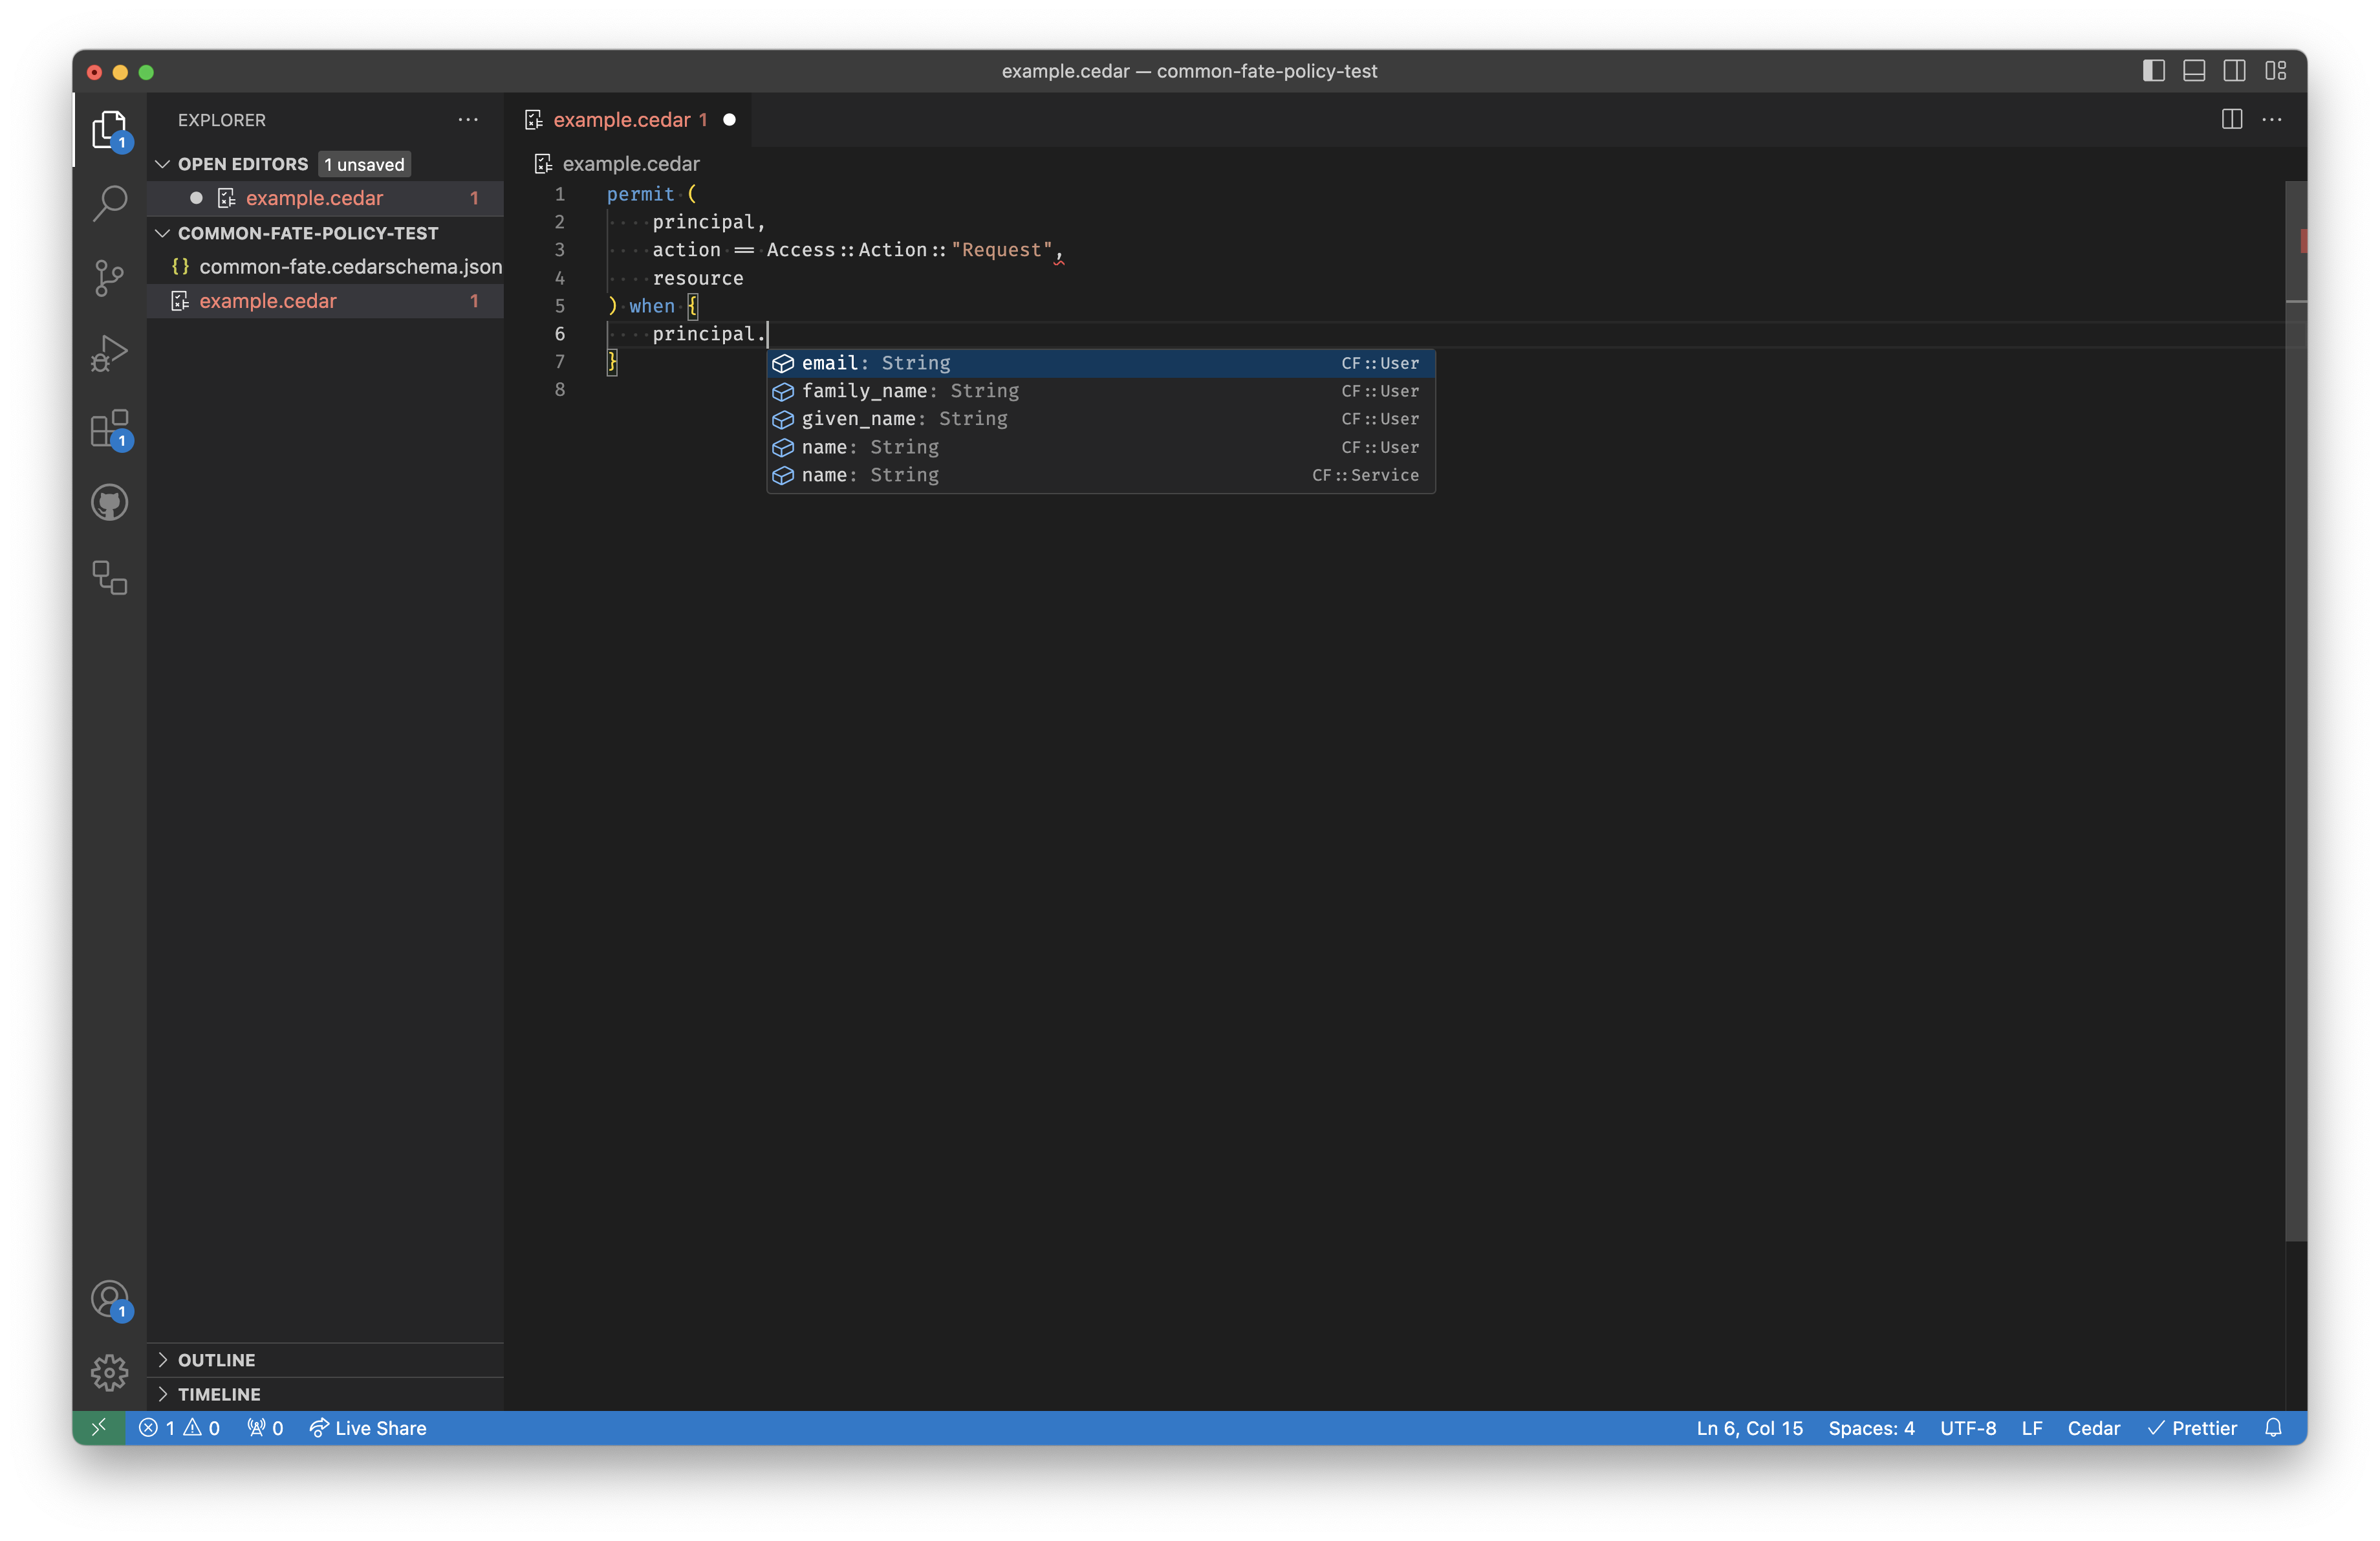 example.cedar — common-fate-policy-test
1
EXPLORER
OPEN EDITORS 1 unsaved
example.cedar 1
COMMON-FATE-POLICY-TEST
{} common-fate.cedarschema.json
example.cedar 1
1
1
OUTLINE
TIMELINE
example.cedar 1
example.cedar
1 permit (
2 principal,
3 action == Access::Action::"Request",
4 resource
5 ) when {
6 principal.
7 }
8
email: String CF::User
family_name: String CF::User
given_name: String CF::User
name: String CF::User
name: String CF::Service
1 0 0 Live Share Ln 6, Col 15 Spaces: 4 UTF-8 LF Cedar Prettier